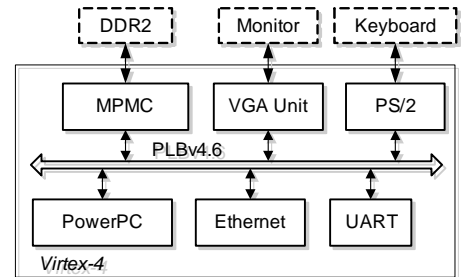 DDR2 Monitor Keyboard
MPMC VGA Unit PS/2
PLBv4.6
PowerPC Ethernet UART
Virtex-4